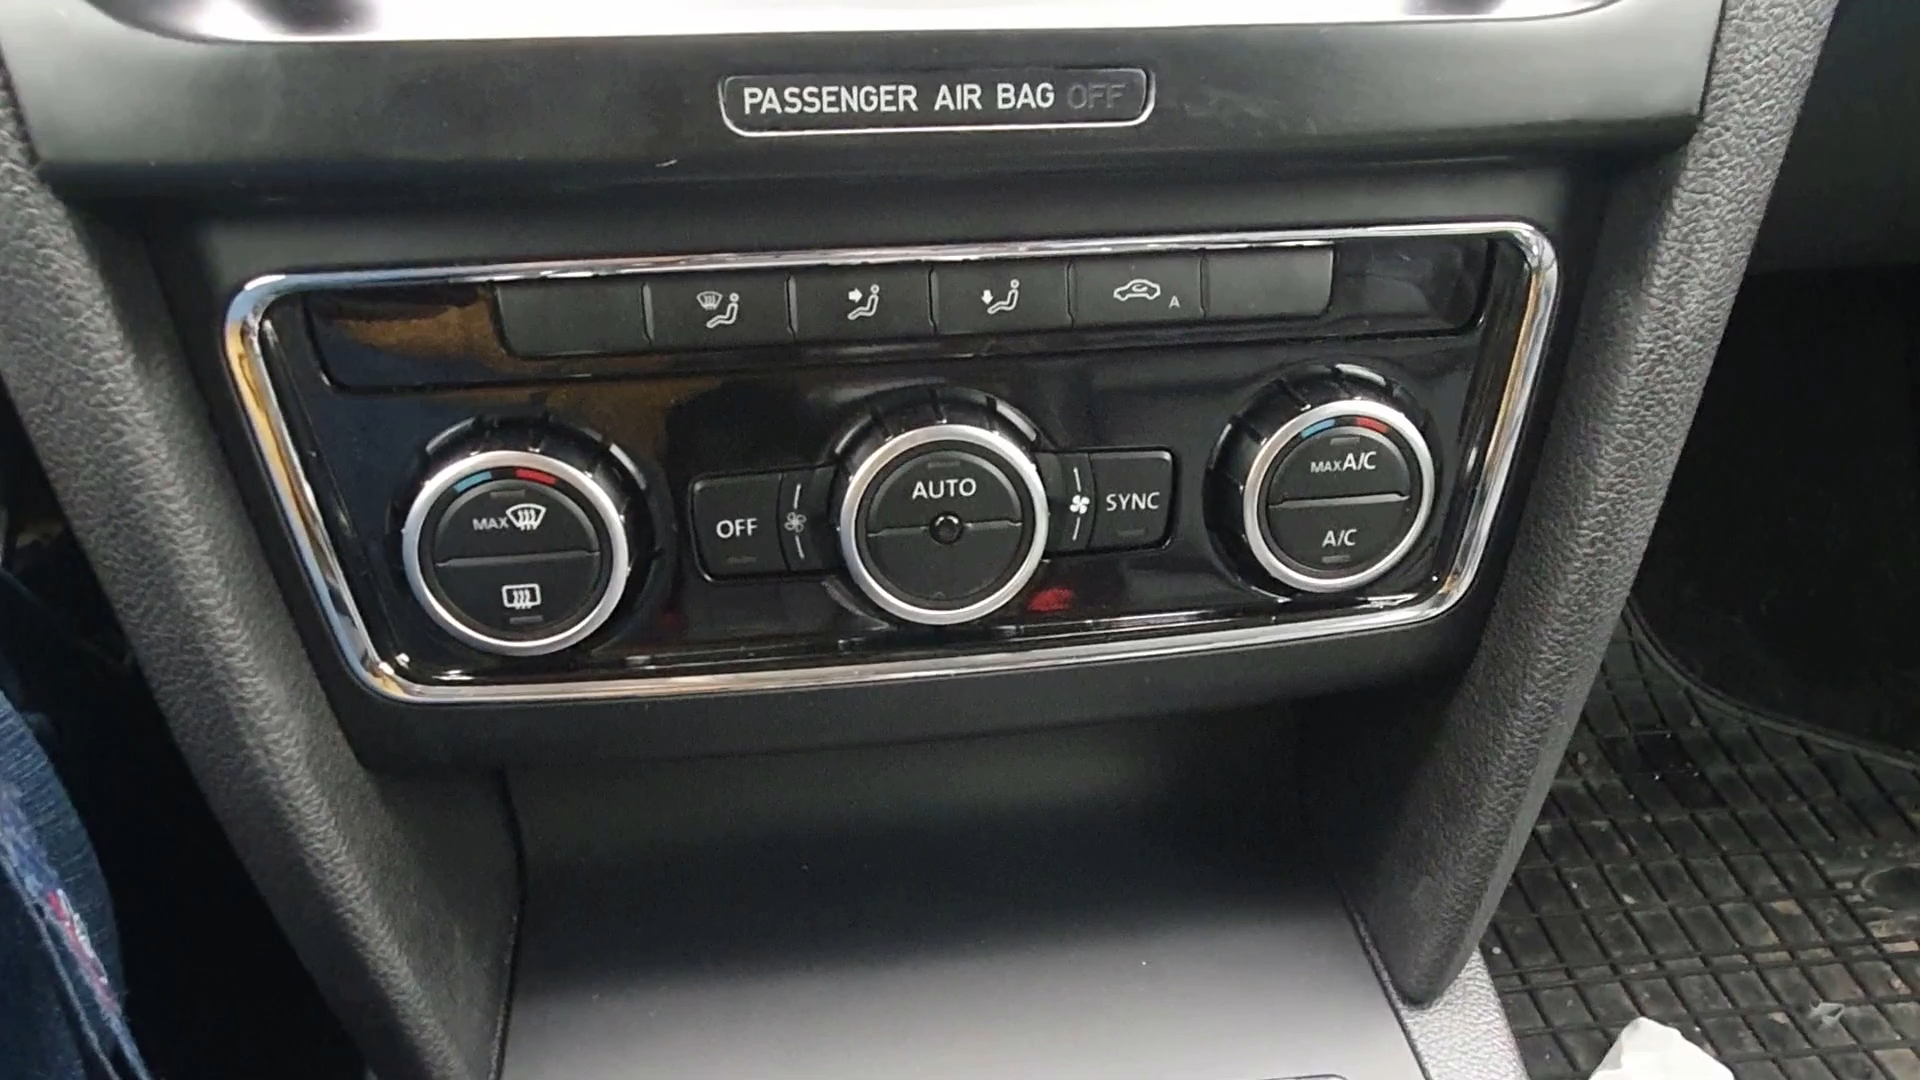 PASSENGER AIR BAG OFF
A
MAX
OFF
AUTO
SYNC
MAX A/C
A/C